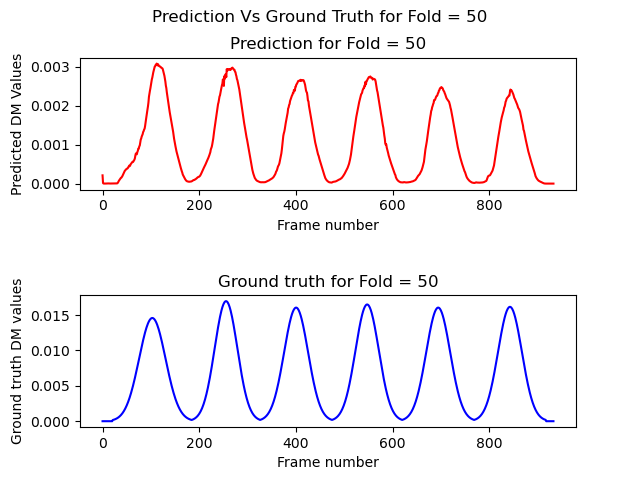 Prediction Vs Ground Truth for Fold = 50
Prediction for Fold = 50
Predicted DM Values
0.003
0.002
0.001
0.000
0 200 400 600 800
Frame number
Ground truth for Fold = 50
Ground truth DM values
0.015
0.010
0.005
0.000
0 200 400 600 800
Frame number